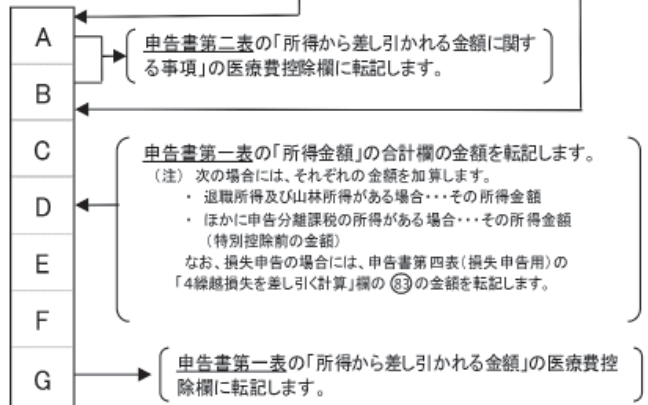 A
申告書第二表の「所得から差し引かれる金額に関す
る事項」の医療費控除欄に転記します。
B
C
申告書第一表の「所得金額」の合計欄の金額を転記します。
(注) 次の場合には、それぞれの金額を加算します。
・ 退職所得及び山林所得がある場合・・・その所得金額
D
・ ほかに申告分離課税の所得がある場合・・・その所得金額
(特別控除前の金額)
E
なお、損失申告の場合には、申告書第四表(損失申告用)の
「4繰越損失を差し引く計算」欄の ㊸の金額を転記します。
F
G
申告書第一表の「所得から差し引かれる金額」の医療費控
除欄に転記します。